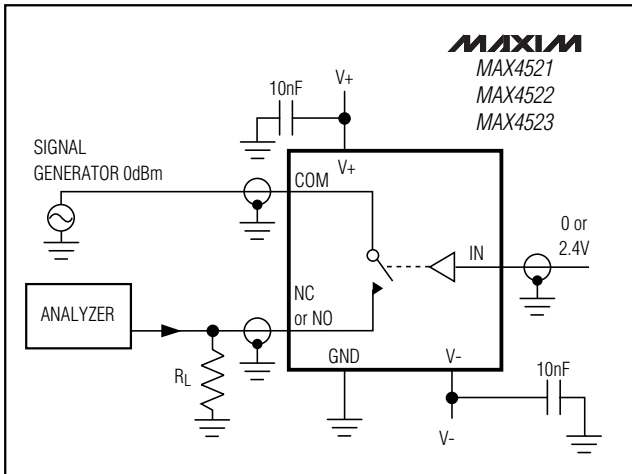 MAXIM
MAX4521
MAX4522
MAX4523
V+
10nF
SIGNAL
GENERATOR 0dBm
V+
COM
0 or
2.4V
IN
NC
or NO
ANALYZER
GND
V-
RL
10nF
V-